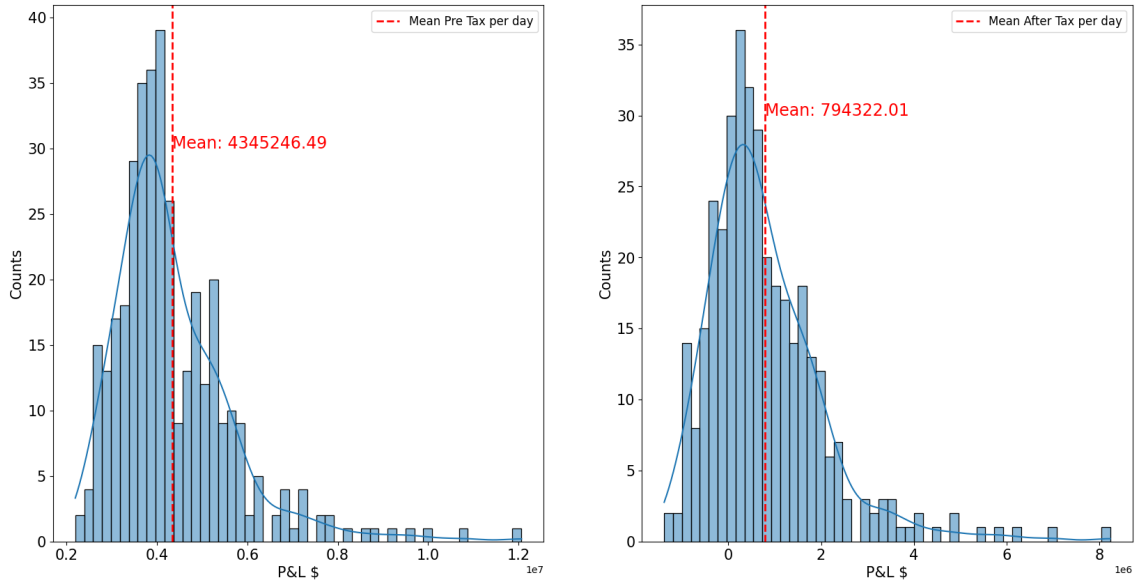 Mean Pre Tax per day
Mean: 4345246.49
Counts
40
35
30
25
20
15
10
5
0
0.2
0.4
0.6
0.8
1.0
1.2
1e7
P&L $
Mean After Tax per day
Mean: 794322.01
Counts
35
30
25
20
15
10
5
0
0
2
4
6
8
1e6
P&L $